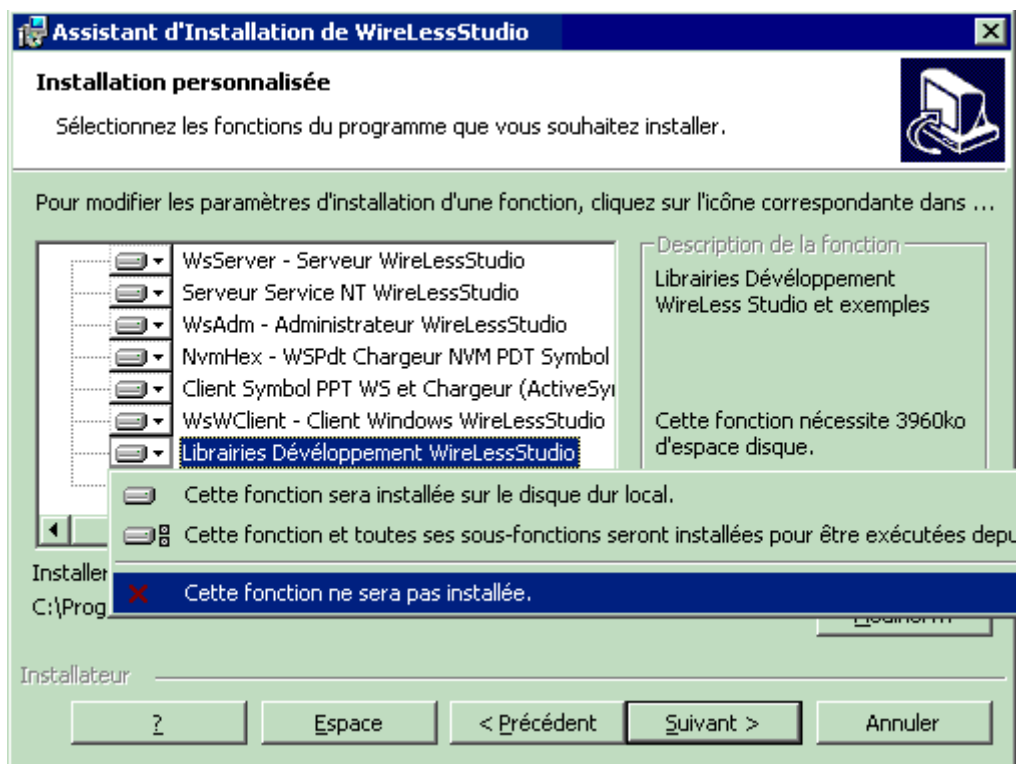 Assistant d'Installation de WireLessStudio
Installation personnalisée
Sélectionnez les fonctions du programme que vous souhaitez installer.
Pour modifier les paramètres d'installation d'une fonction, cliquez sur l'icône correspondante dans ...
WsServer - Serveur WireLessStudio
Serveur Service NT WireLessStudio
WsAdm - Administrateur WireLessStudio
NvmHex - WSPdt Chargeur NVM PDT Symbol
Client Symbol PPT WS et Chargeur (ActiveSy
WsWClient - Client Windows WireLessStudio
Librairies Dévéloppement WireLessStudio
Description de la fonction
Librairies Dévéloppement
WireLess Studio et exemples
Cette fonction nécessite 3960ko
d'espace disque.
Cette fonction sera installée sur le disque dur local.
Cette fonction et toutes ses sous-fonctions seront installées pour être exécutées depu
Cette fonction ne sera pas installée.
Installer
C:\Prog
Installateur
?
Espace
< Précédent
Suivant >
Annuler